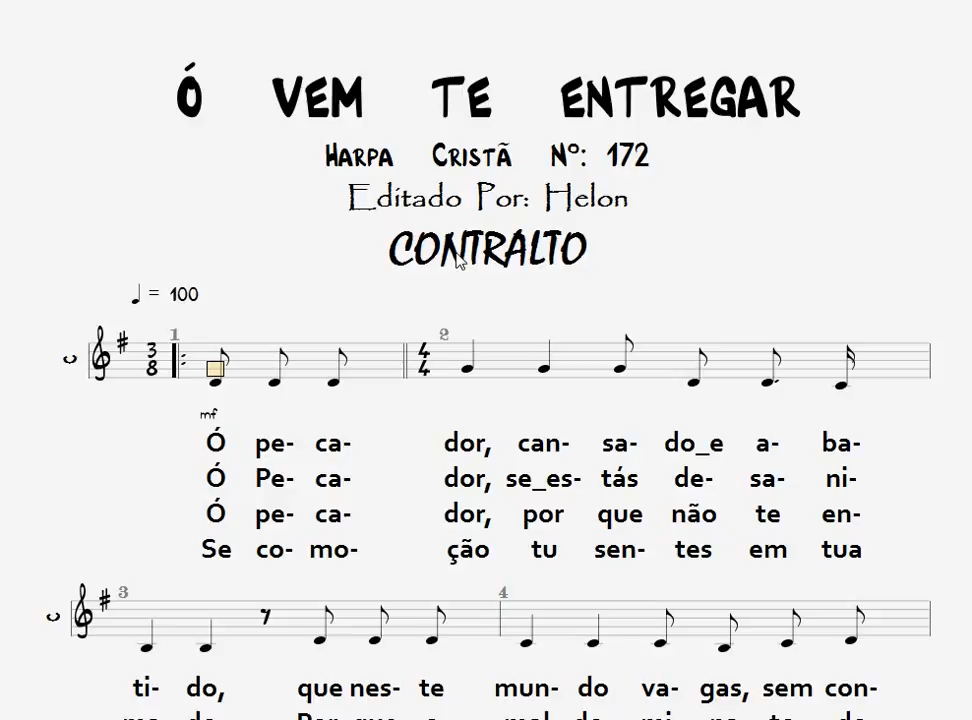 Ó VEM TE ENTREGAR
HARPA CRISTÃ Nº: 172
Editado Por: Helon
CONTRALTO
= 100
1 2
C 3 8 4 4
mf
Ó pe- ca- dor, can- sa- do_e a- ba-
Ó Pe- ca- dor, se_es- tás de- sa- ni-
Ó pe- ca- dor, por que não te en-
Se co- mo- ção tu sen- tes em tua
3 4
C
ti- do, que nes- te mun- do va- gas, sem con-